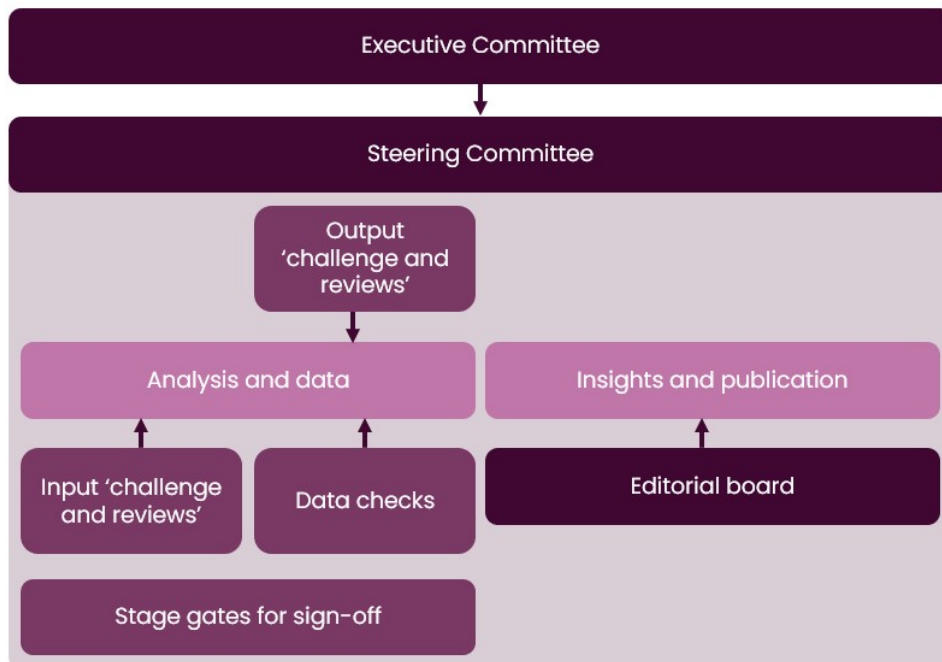 Executive Committee
Steering Committee
Output
‘challenge and
reviews’
Analysis and data
Insights and publication
Input ‘challenge
and reviews’
Data checks
Editorial board
Stage gates for sign-off